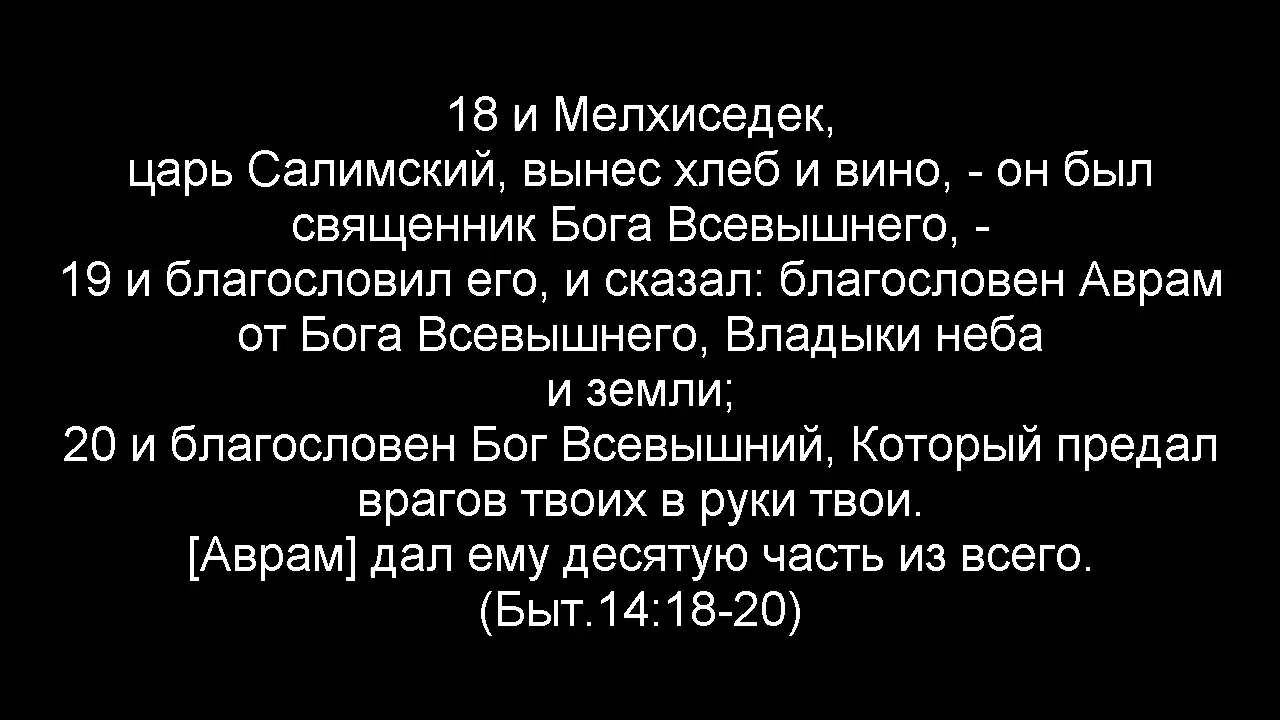 18 и Мелхиседек,
царь Салимский, вынес хлеб и вино, - он был
священник Бога Всевышнего, -
19 и благословил его, и сказал: благословен Аврам
от Бога Всевышнего, Владыки неба
и земли;
20 и благословен Бог Всевышний, Который предал
врагов твоих в руки твои.
[Аврам] дал ему десятую часть из всего.
(Быт.14:18-20)